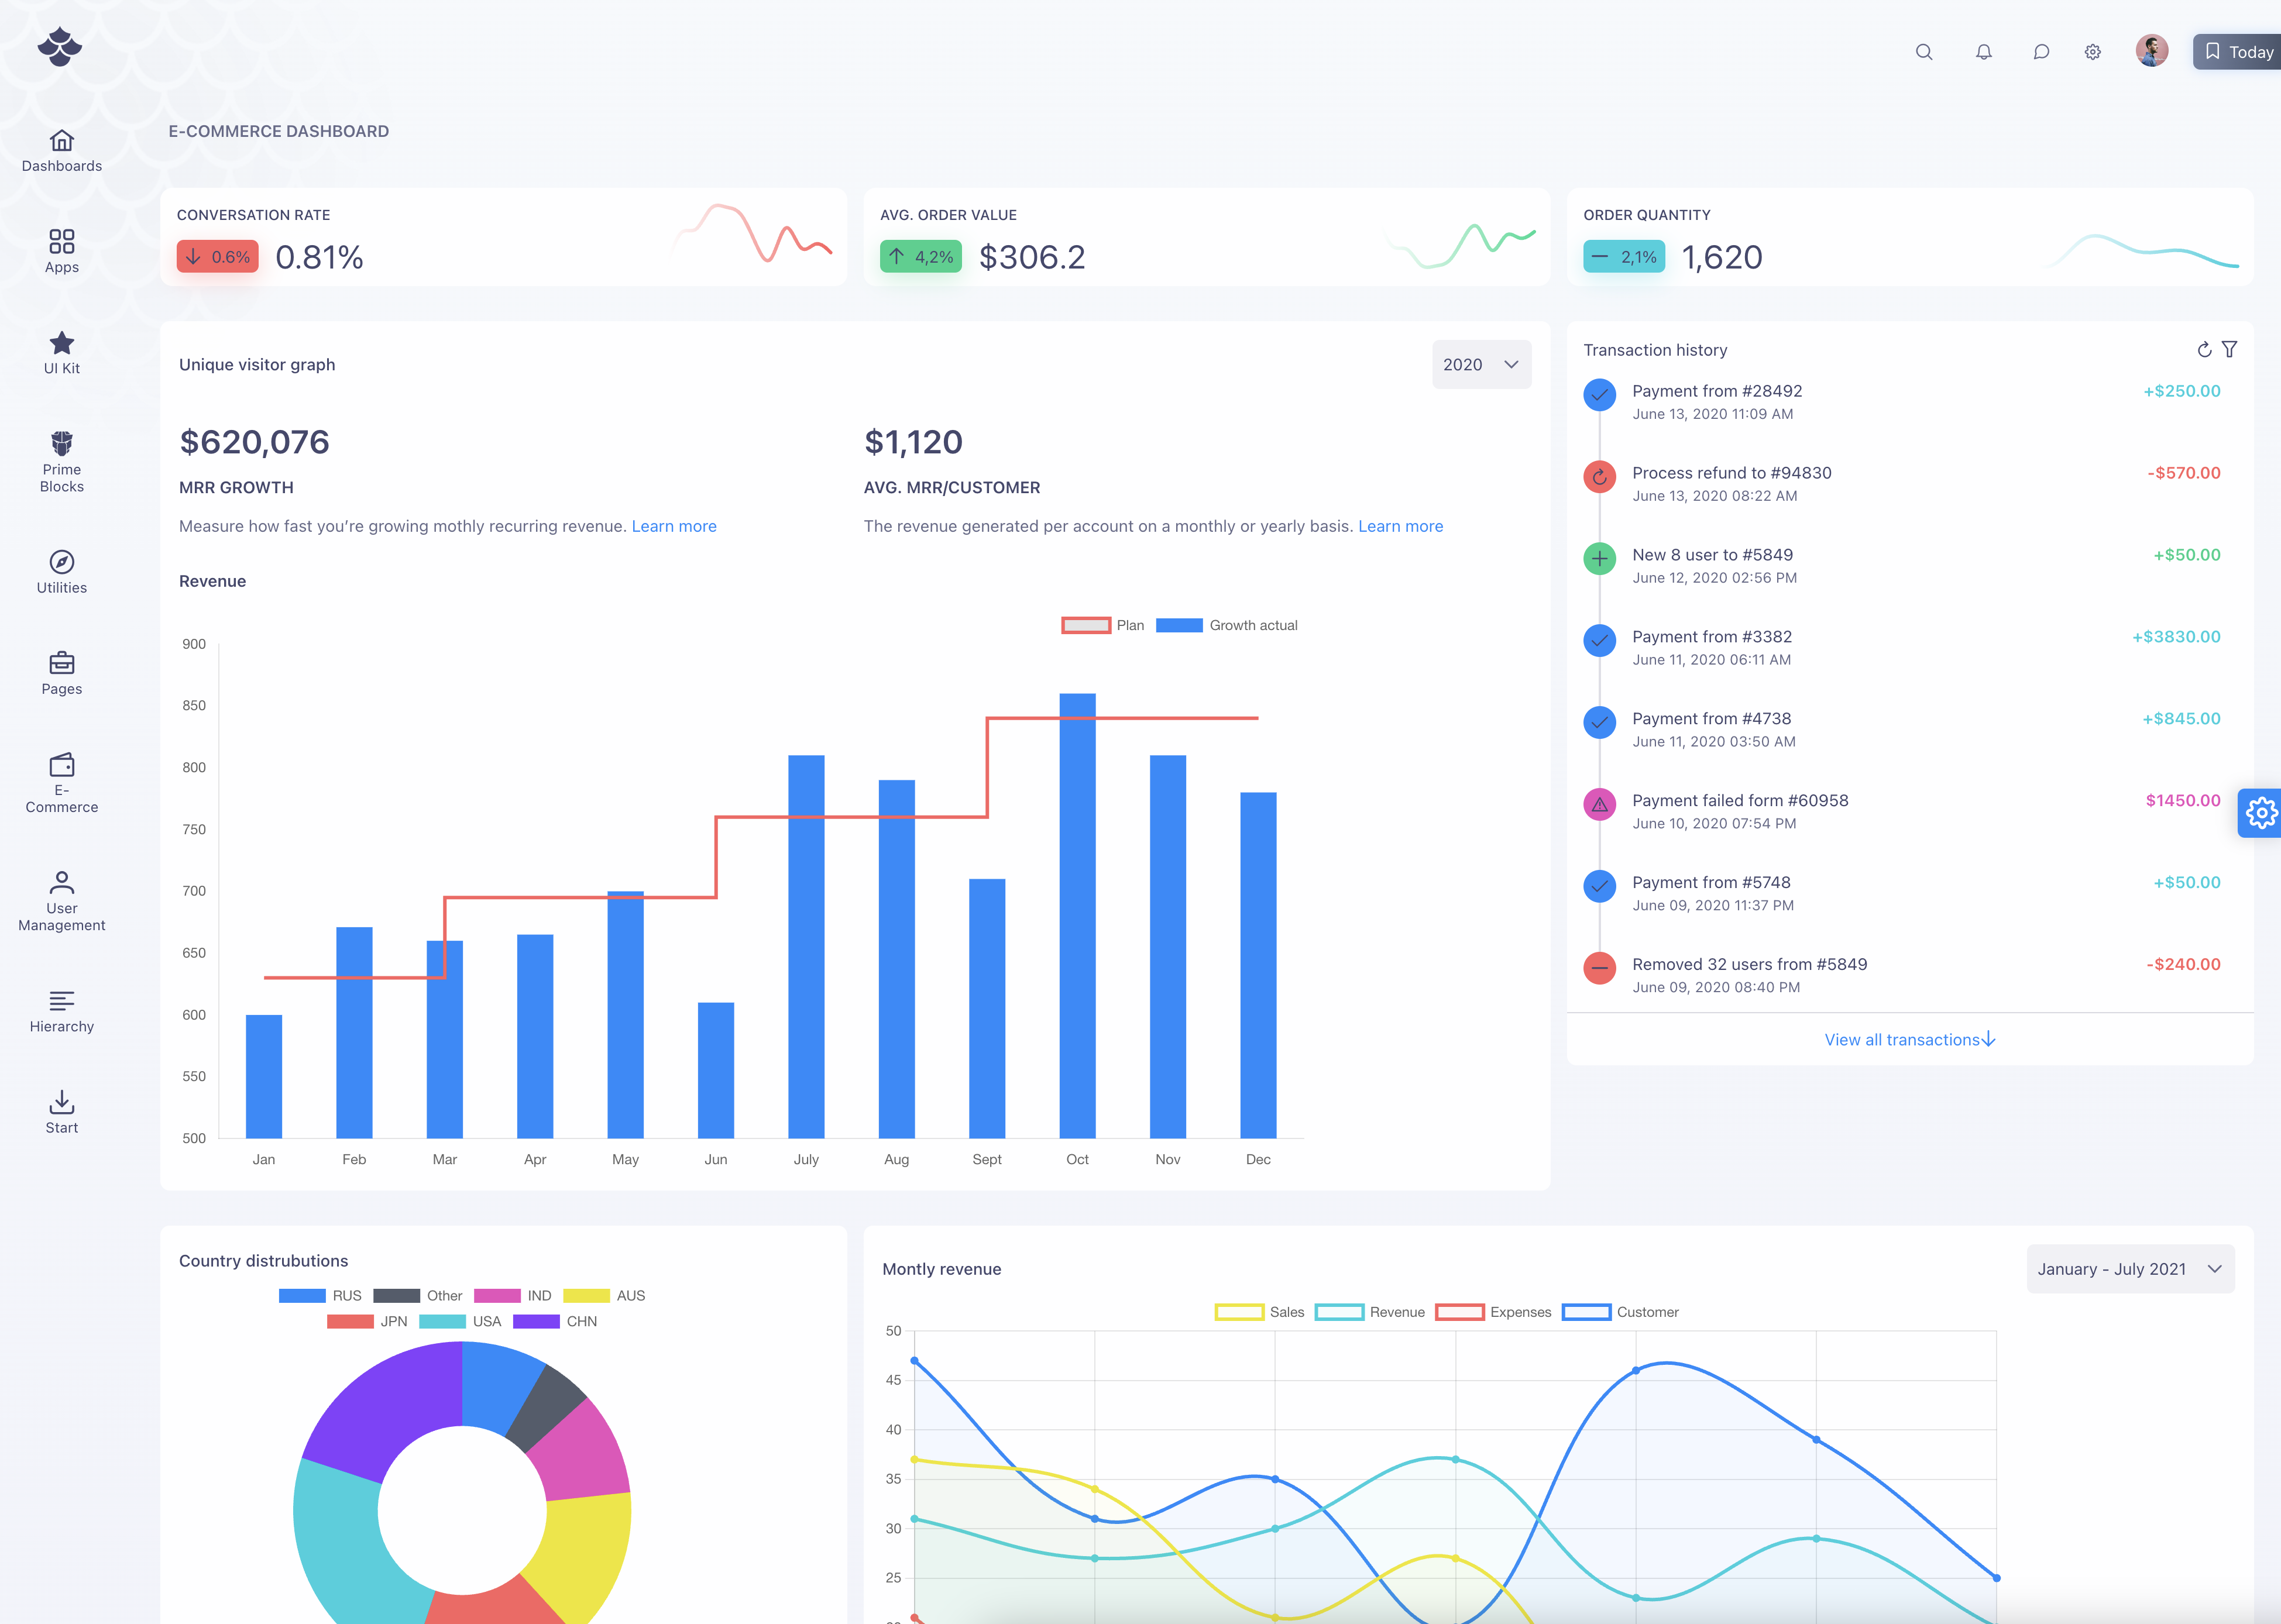 Today
E-COMMERCE DASHBOARD
Dashboards
Apps
UI Kit
Prime
Blocks
Utilities
Pages
E-
Commerce
User
Management
Hierarchy
Start
CONVERSATION RATE
0.6% 0.81%
AVG. ORDER VALUE
4,2% $306.2
ORDER QUANTITY
2,1% 1,620
Unique visitor graph
2020
$620,076
MRR GROWTH
Measure how fast you’re growing mothly recurring revenue. Learn more
$1,120
AVG. MRR/CUSTOMER
The revenue generated per account on a monthly or yearly basis. Learn more
Revenue
Plan Growth actual
900
850
800
750
700
650
600
550
500
Jan Feb Mar Apr May Jun July Aug Sept Oct Nov Dec
Transaction history
Payment from #28492 +$250.00
June 13, 2020 11:09 AM
Process refund to #94830 -$570.00
June 13, 2020 08:22 AM
New 8 user to #5849 +$50.00
June 12, 2020 02:56 PM
Payment from #3382 +$3830.00
June 11, 2020 06:11 AM
Payment from #4738 +$845.00
June 11, 2020 03:50 AM
Payment failed form #60958 $1450.00
June 10, 2020 07:54 PM
Payment from #5748 +$50.00
June 09, 2020 11:37 PM
Removed 32 users from #5849 -$240.00
June 09, 2020 08:40 PM
View all transactions
Country distrubutions
RUS Other IND AUS
JPN USA CHN
Montly revenue
January - July 2021
Sales Revenue Expenses Customer
50
45
40
35
30
25